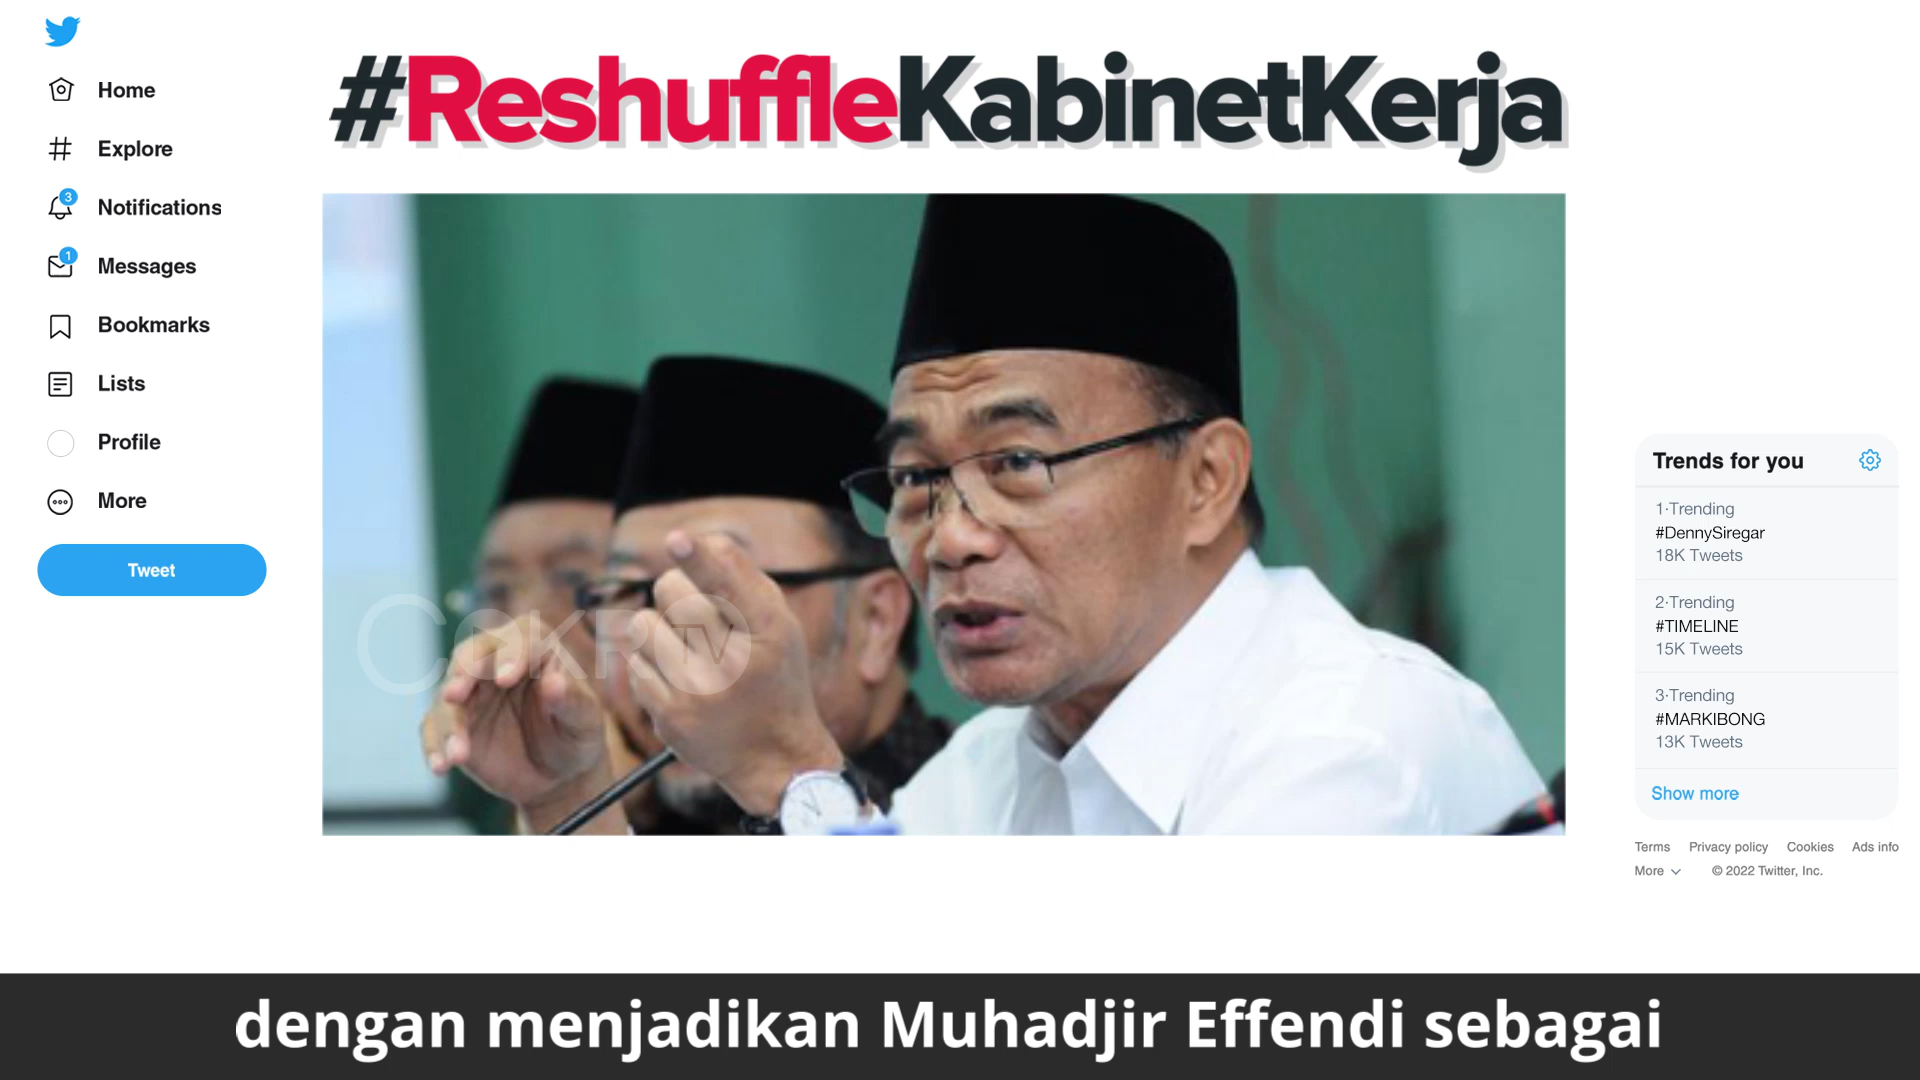 #ReshuffleKabinetKerja
Home
Explore
3
Notifications
1
Messages
Bookmarks
Lists
Profile
More
Tweet
COKRO TV
Trends for you
1·Trending
#DennySiregar
18K Tweets
2·Trending
#TIMELINE
15K Tweets
3·Trending
#MARKIBONG
13K Tweets
Show more
Terms Privacy policy Cookies Ads info
More © 2022 Twitter, Inc.
dengan menjadikan Muhadjir Effendi sebagai